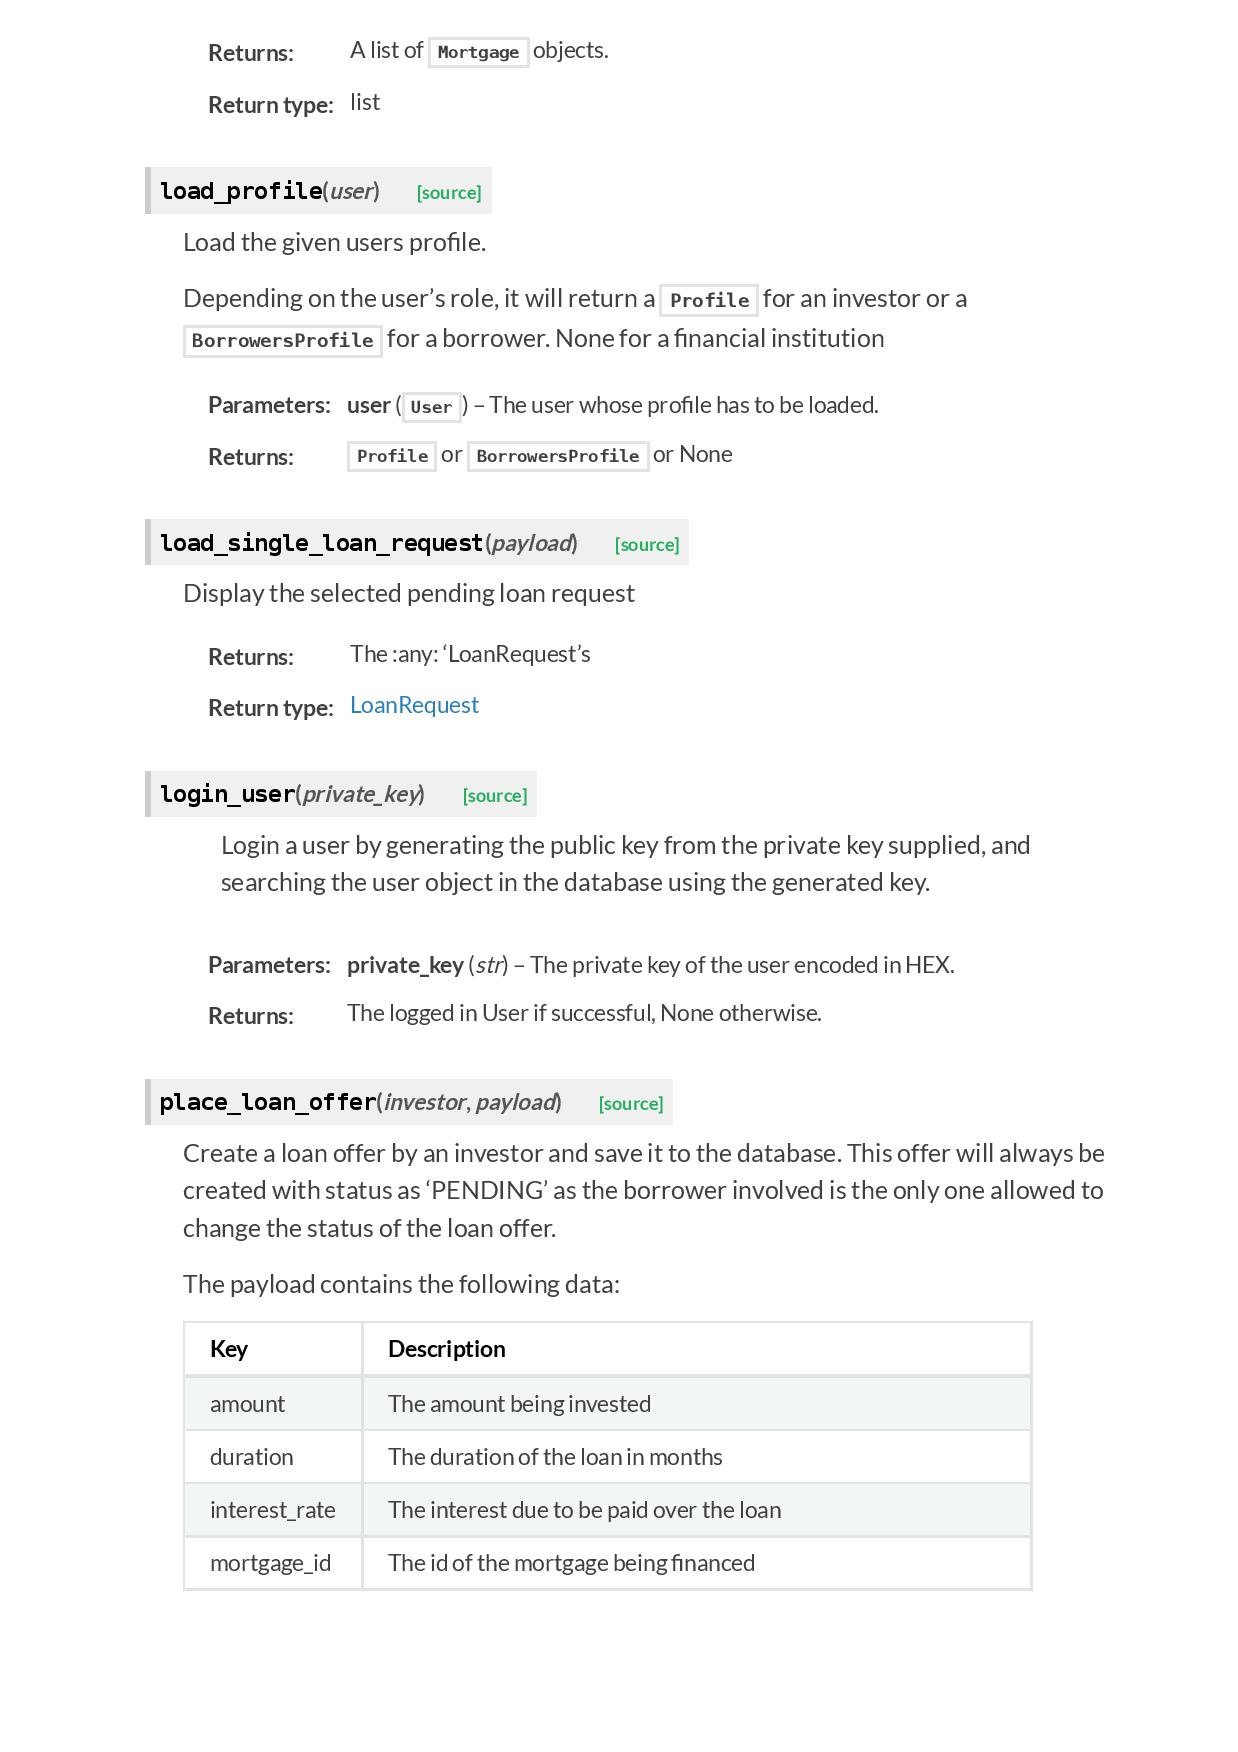 Returns: A list of Mortgage objects.
Return type: list
load_profile(user) [source]
Load the given users profile.
Depending on the user’s role, it will return a Profile for an investor or a
BorrowersProfile for a borrower. None for a financial institution
Parameters: user (User) – The user whose profile has to be loaded.
Returns: Profile or BorrowersProfile or None
load_single_loan_request(payload) [source]
Display the selected pending loan request
Returns: The :any: ‘LoanRequest’s
Return type: LoanRequest
login_user(private_key) [source]
Login a user by generating the public key from the private key supplied, and
searching the user object in the database using the generated key.
Parameters: private_key (str) – The private key of the user encoded in HEX.
Returns: The logged in User if successful, None otherwise.
place_loan_offer(investor, payload) [source]
Create a loan offer by an investor and save it to the database. This offer will always be
created with status as ‘PENDING’ as the borrower involved is the only one allowed to
change the status of the loan offer.
The payload contains the following data:
Key Description
amount The amount being invested
duration The duration of the loan in months
interest_rate The interest due to be paid over the loan
mortgage_id The id of the mortgage being financed